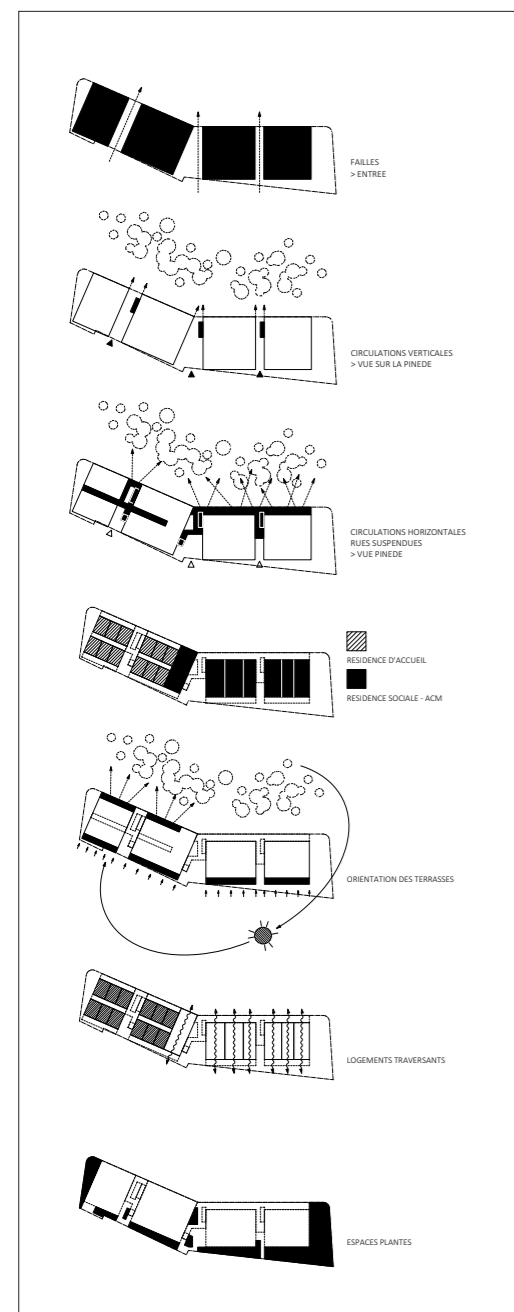 FAILLES
> ENTREE
CIRCULATIONS VERTICALES
> VUE SUR LA PINEDE
CIRCULATIONS HORIZONTALES
RUES SUSPENDUES
> VUE PINEDE
RESIDENCE D'ACCUEIL
RESIDENCE SOCIALE - ACM
ORIENTATION DES TERRASSES
LOGEMENTS TRAVERSANTS
ESPACES PLANTES